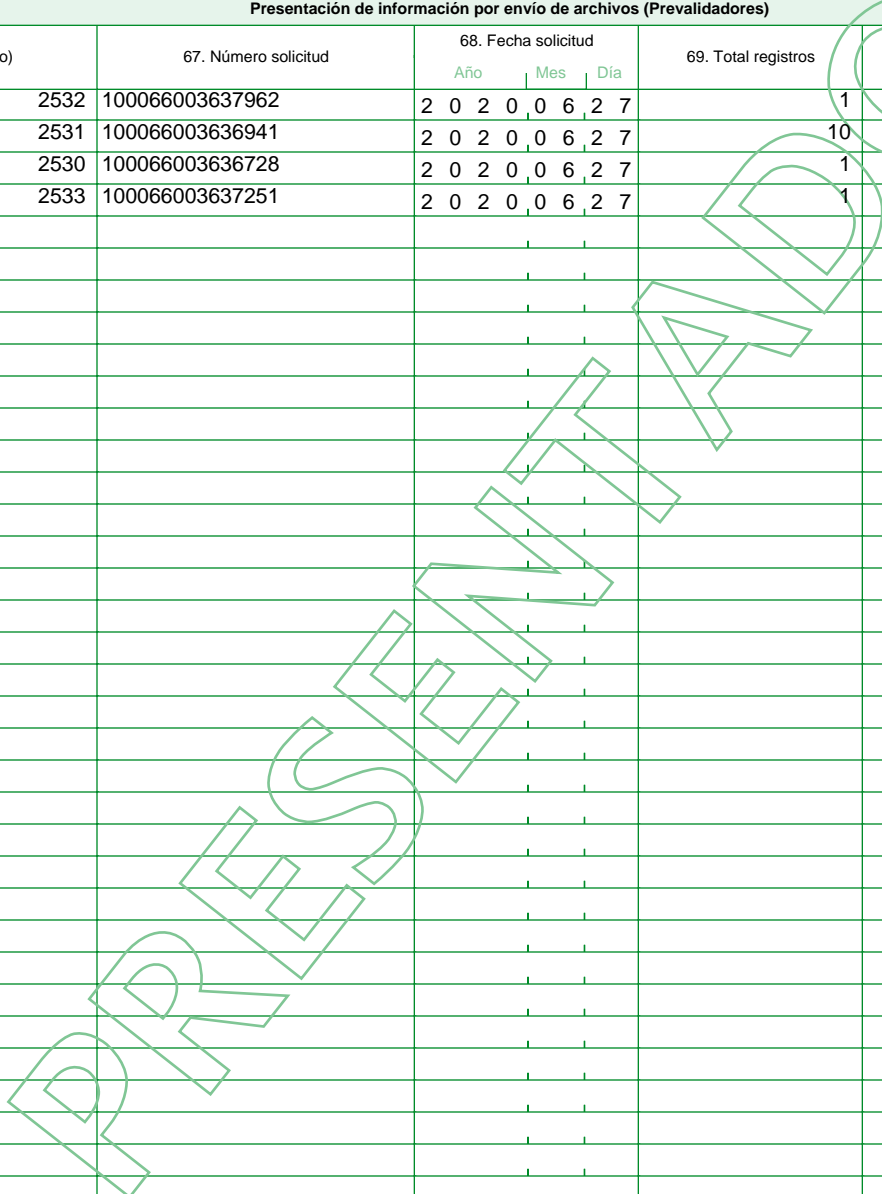 Presentación de información por envío de archivos (Prevalidadores)
o) 67. Número solicitud 68. Fecha solicitud 69. Total registros
Año Mes Día
2532 100066003637962 2 0 2 0 0 6 2 7 1
2531 100066003636941 2 0 2 0 0 6 2 7 10
2530 100066003636728 2 0 2 0 0 6 2 7 1
2533 100066003637251 2 0 2 0 0 6 2 7 1
PRESENTADO